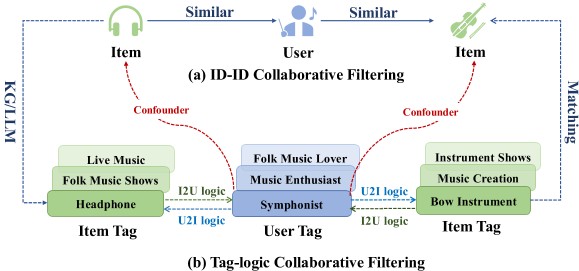 Similar
Similar
Item
User
Item
(a) ID-ID Collaborative Filtering
KG/LLM
Matching
Confounder
Confounder
Live Music
Folk Music Shows
Headphone
Item Tag
I2U logic
U2I logic
Folk Music Lover
Music Enthusiast
Symphonist
User Tag
U2I logic
I2U logic
Instrument Shows
Music Creation
Bow Instrument
Item Tag
(b) Tag-logic Collaborative Filtering